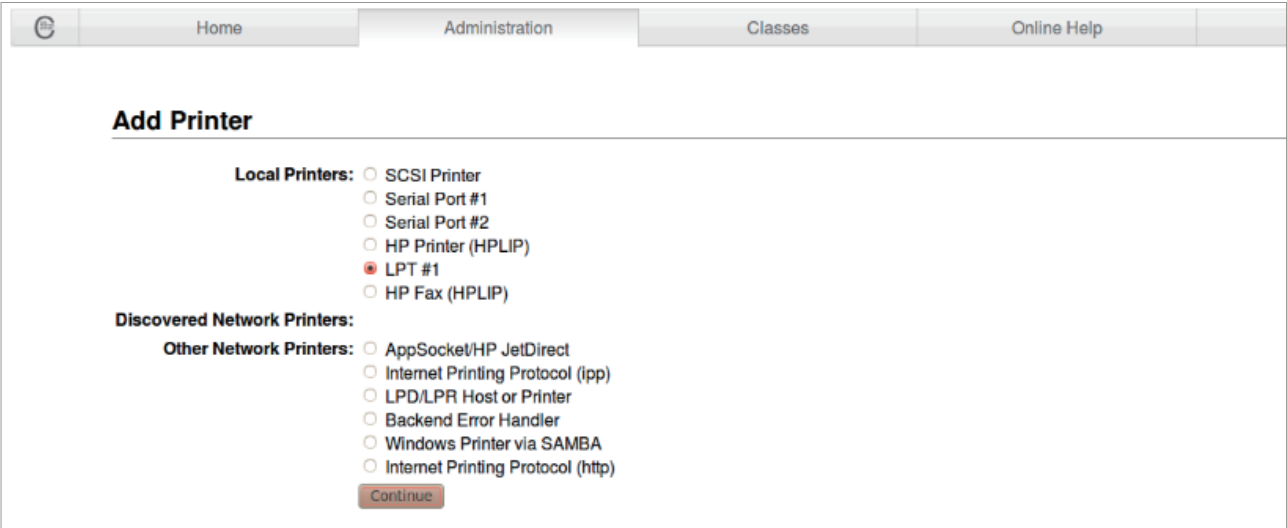 Home Administration Classes Online Help
Add Printer
Local Printers: SCSI Printer
Serial Port #1
Serial Port #2
HP Printer (HPLIP)
LPT #1
HP Fax (HPLIP)
Discovered Network Printers:
Other Network Printers: AppSocket/HP JetDirect
Internet Printing Protocol (ipp)
LPD/LPR Host or Printer
Backend Error Handler
Windows Printer via SAMBA
Internet Printing Protocol (http)
Continue